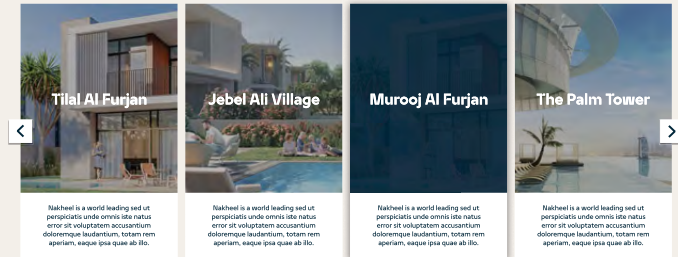 Tilal Al Furjan
Nakheel is a world leading sed ut
perspiciatis unde omnis iste natus
error sit voluptatem accusantium
doloremque laudantium, totam rem
aperiam, eaque ipsa quae ab illo.
Jebel Ali Village
Nakheel is a world leading sed ut
perspiciatis unde omnis iste natus
error sit voluptatem accusantium
doloremque laudantium, totam rem
aperiam, eaque ipsa quae ab illo.
Murooj Al Furjan
Nakheel is a world leading sed ut
perspiciatis unde omnis iste natus
error sit voluptatem accusantium
doloremque laudantium, totam rem
aperiam, eaque ipsa quae ab illo.
The Palm Tower
Nakheel is a world leading sed ut
perspiciatis unde omnis iste natus
error sit voluptatem accusantium
doloremque laudantium, totam rem
aperiam, eaque ipsa quae ab illo.